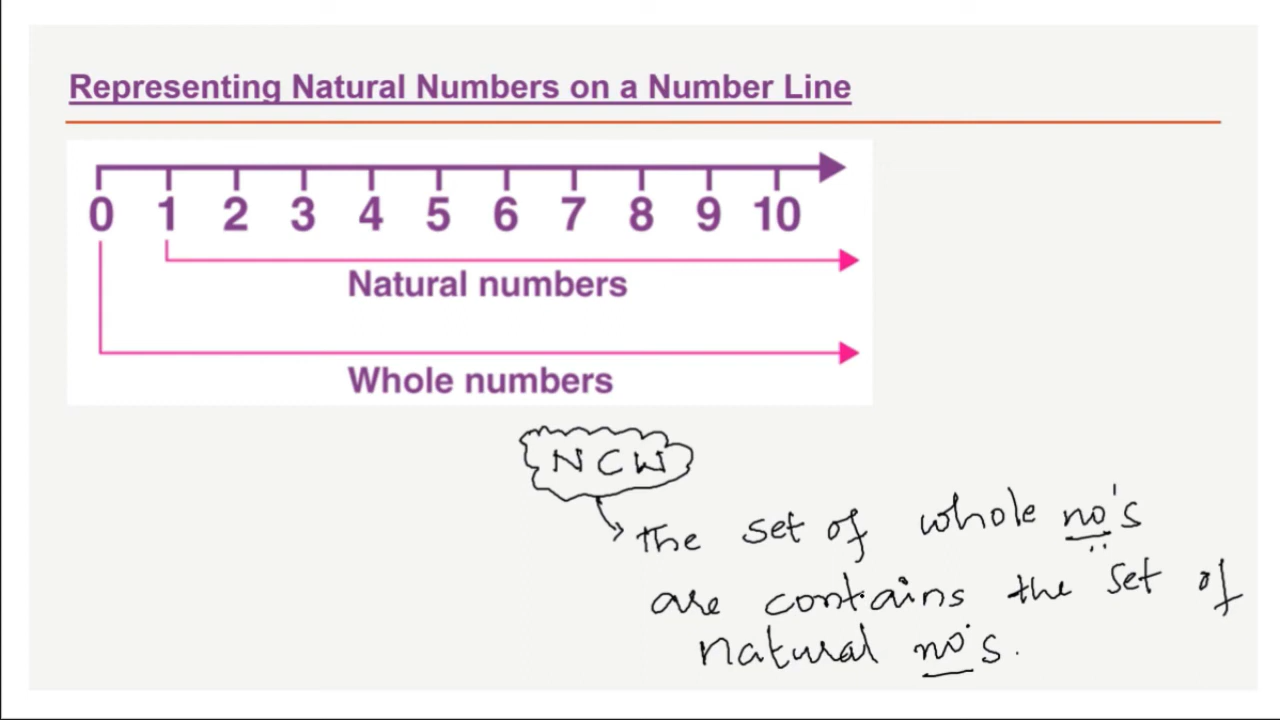 Representing Natural Numbers on a Number Line
0 1 2 3 4 5 6 7 8 9 10
Natural numbers
Whole numbers
N⊂W
the set of whole no's
are contains the set of
natural no's.